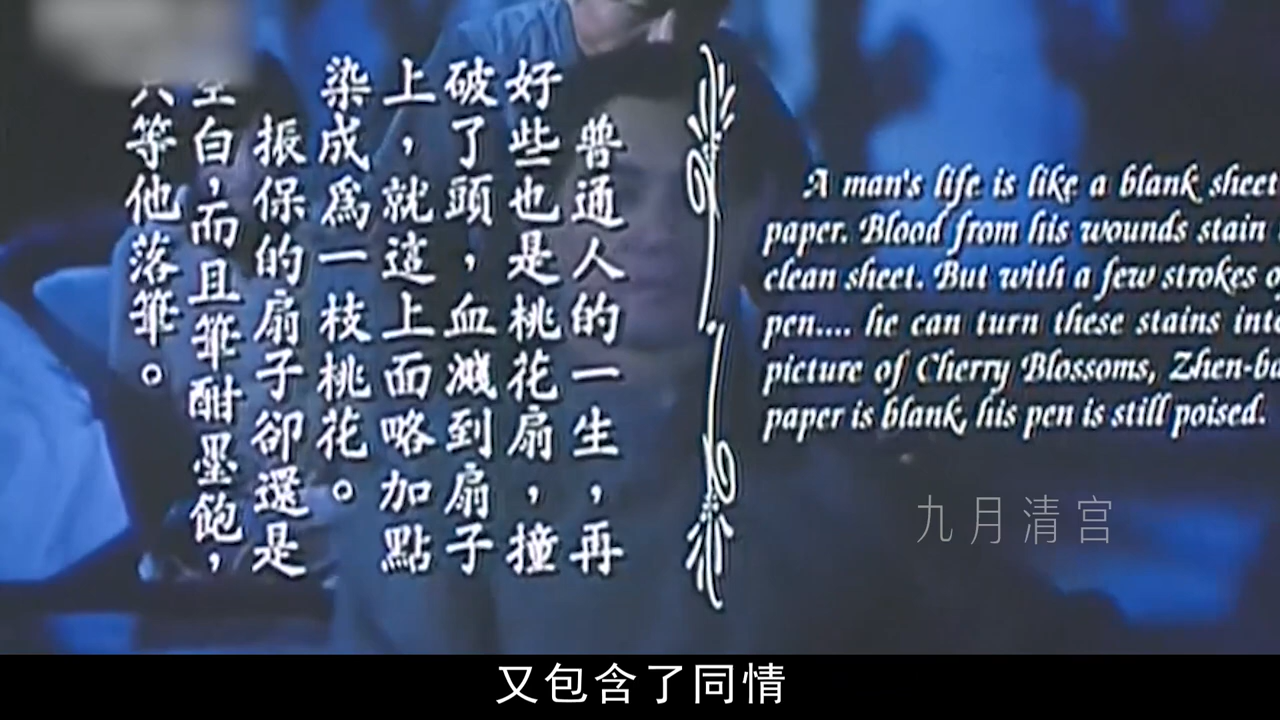 普通人的一生，再
好些也是桃花扇，撞
破了頭，血濺到扇子
上，就這上面略加點
染成爲一枝桃花。
振保的扇子卻還是
空白，而且筆酣墨飽，
只等他落筆。
A man's life is like a blank sheet
paper. Blood from his wounds stain
clean sheet. But with a few strokes o
pen.... he can turn these stains into
picture of Cherry Blossoms, Zhen-ba
paper is blank, his pen is still poised.
九月清宫
又包含了同情